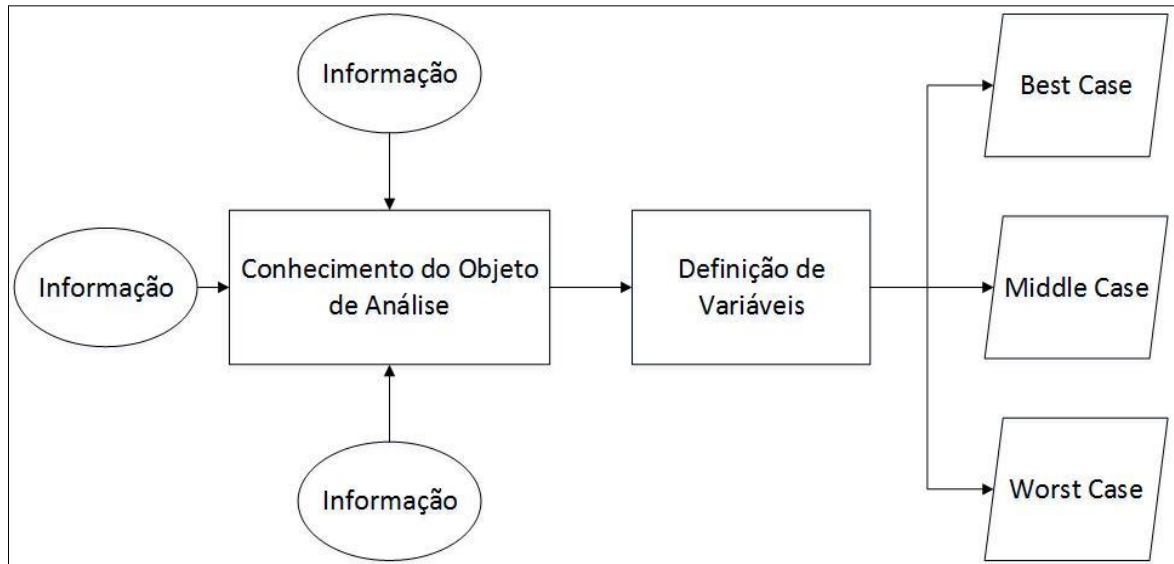 Informação
Informação
Conhecimento do Objeto
de Análise
Informação
Definição de
Variáveis
Best Case
Middle Case
Worst Case